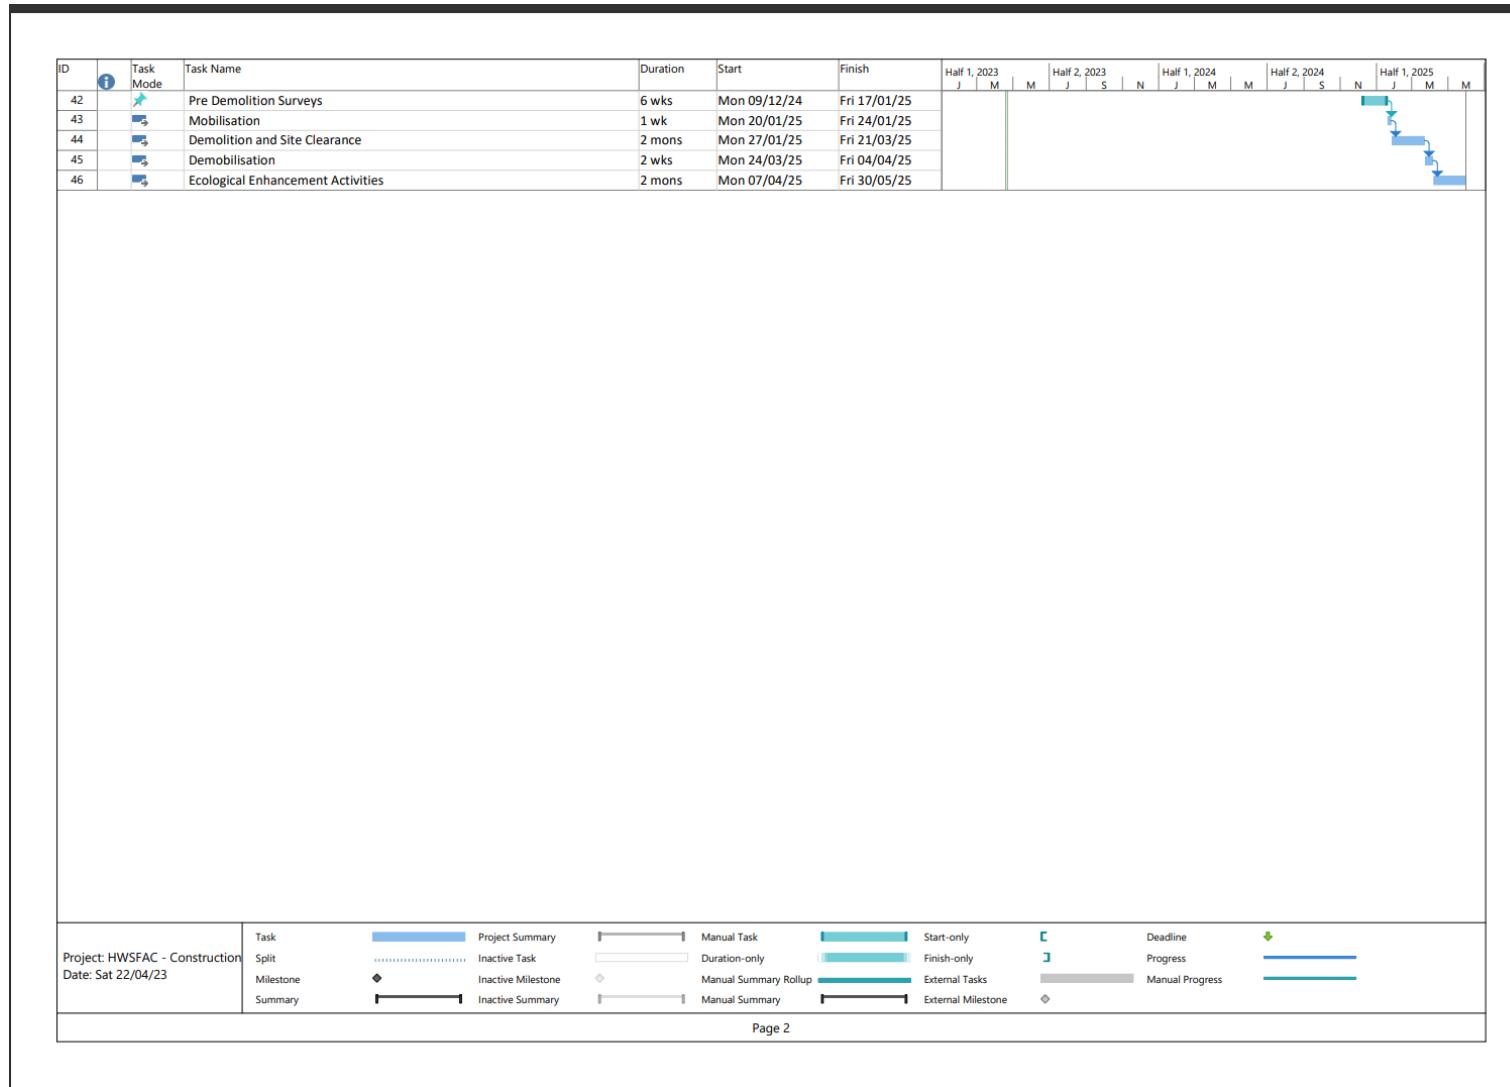 ID Task Mode Task Name Duration Start Finish Half 1, 2023 Half 2, 2023 Half 1, 2024 Half 2, 2024 Half 1, 2025
J M M J S N J M M J S N J M M
42 Pre Demolition Surveys 6 wks Mon 09/12/24 Fri 17/01/25
43 Mobilisation 1 wk Mon 20/01/25 Fri 24/01/25
44 Demolition and Site Clearance 2 mons Mon 27/01/25 Fri 21/03/25
45 Demobilisation 2 wks Mon 24/03/25 Fri 04/04/25
46 Ecological Enhancement Activities 2 mons Mon 07/04/25 Fri 30/05/25
Project: HWSFAC - Construction
Date: Sat 22/04/23
Task Project Summary Manual Task Start-only Deadline
Split Inactive Task Duration-only Finish-only Progress
Milestone Inactive Milestone Manual Summary Rollup External Tasks Manual Progress
Summary Inactive Summary Manual Summary External Milestone
Page 2